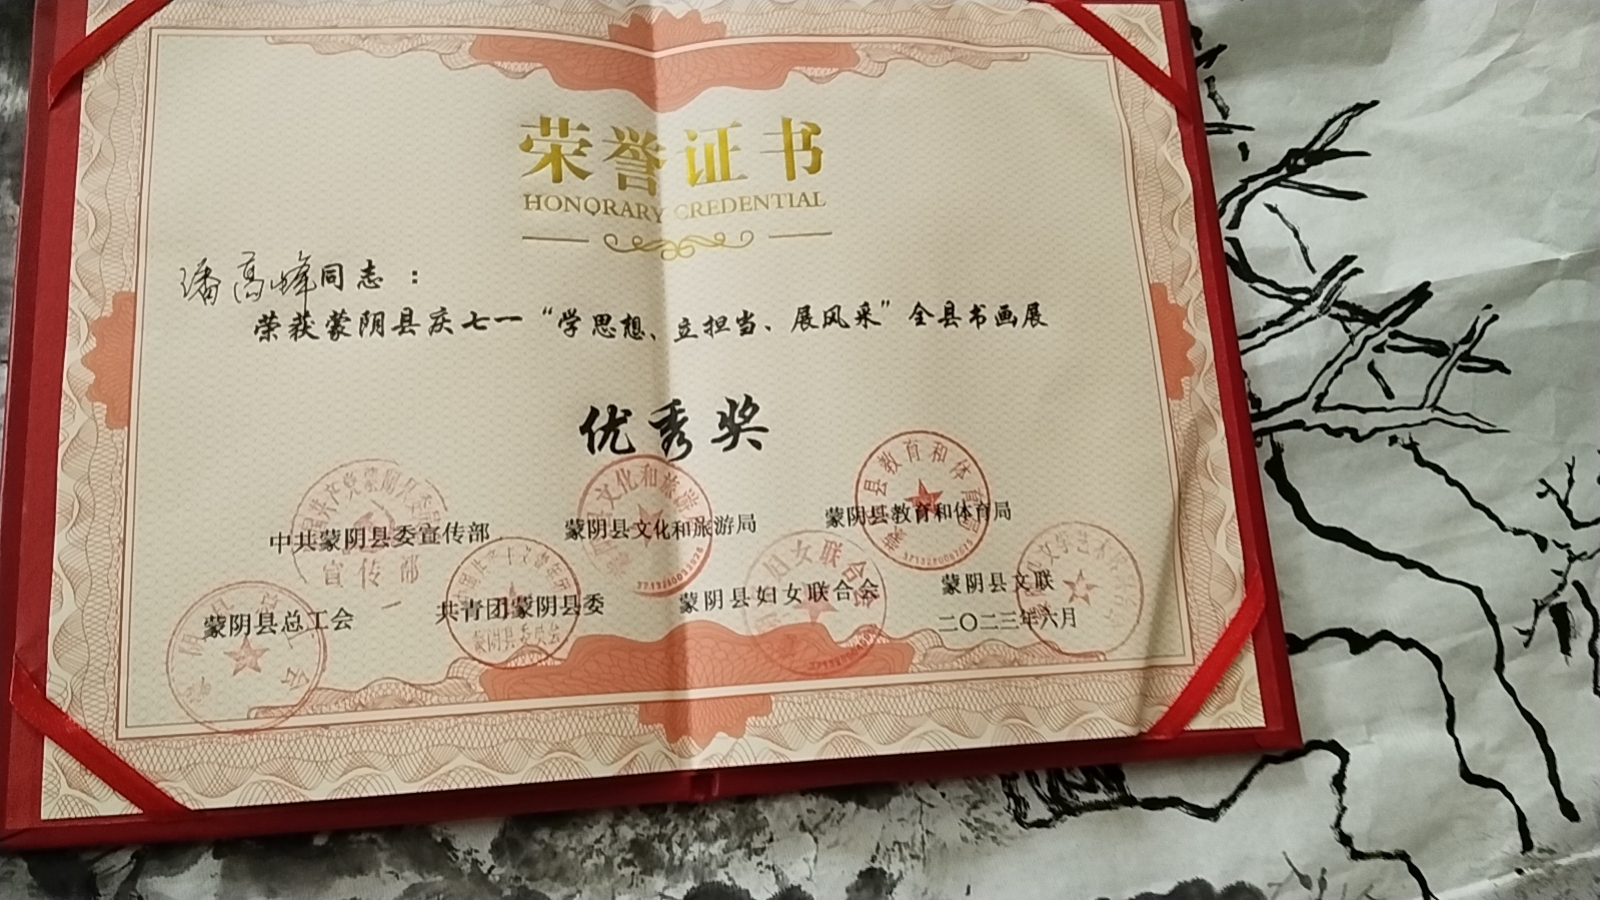 荣誉证书
HONORARY CREDENTIAL
潘高峰同志：
荣获蒙阴县庆七一“学思想、立担当、展风采”全县书画展
优秀奖
中共蒙阴县委宣传部 蒙阴县文化和旅游局 蒙阴县教育和体育局
宣传部
蒙阴县总工会 共青团蒙阴县委 蒙阴县妇女联合会 蒙阴县文联
二〇二三年六月